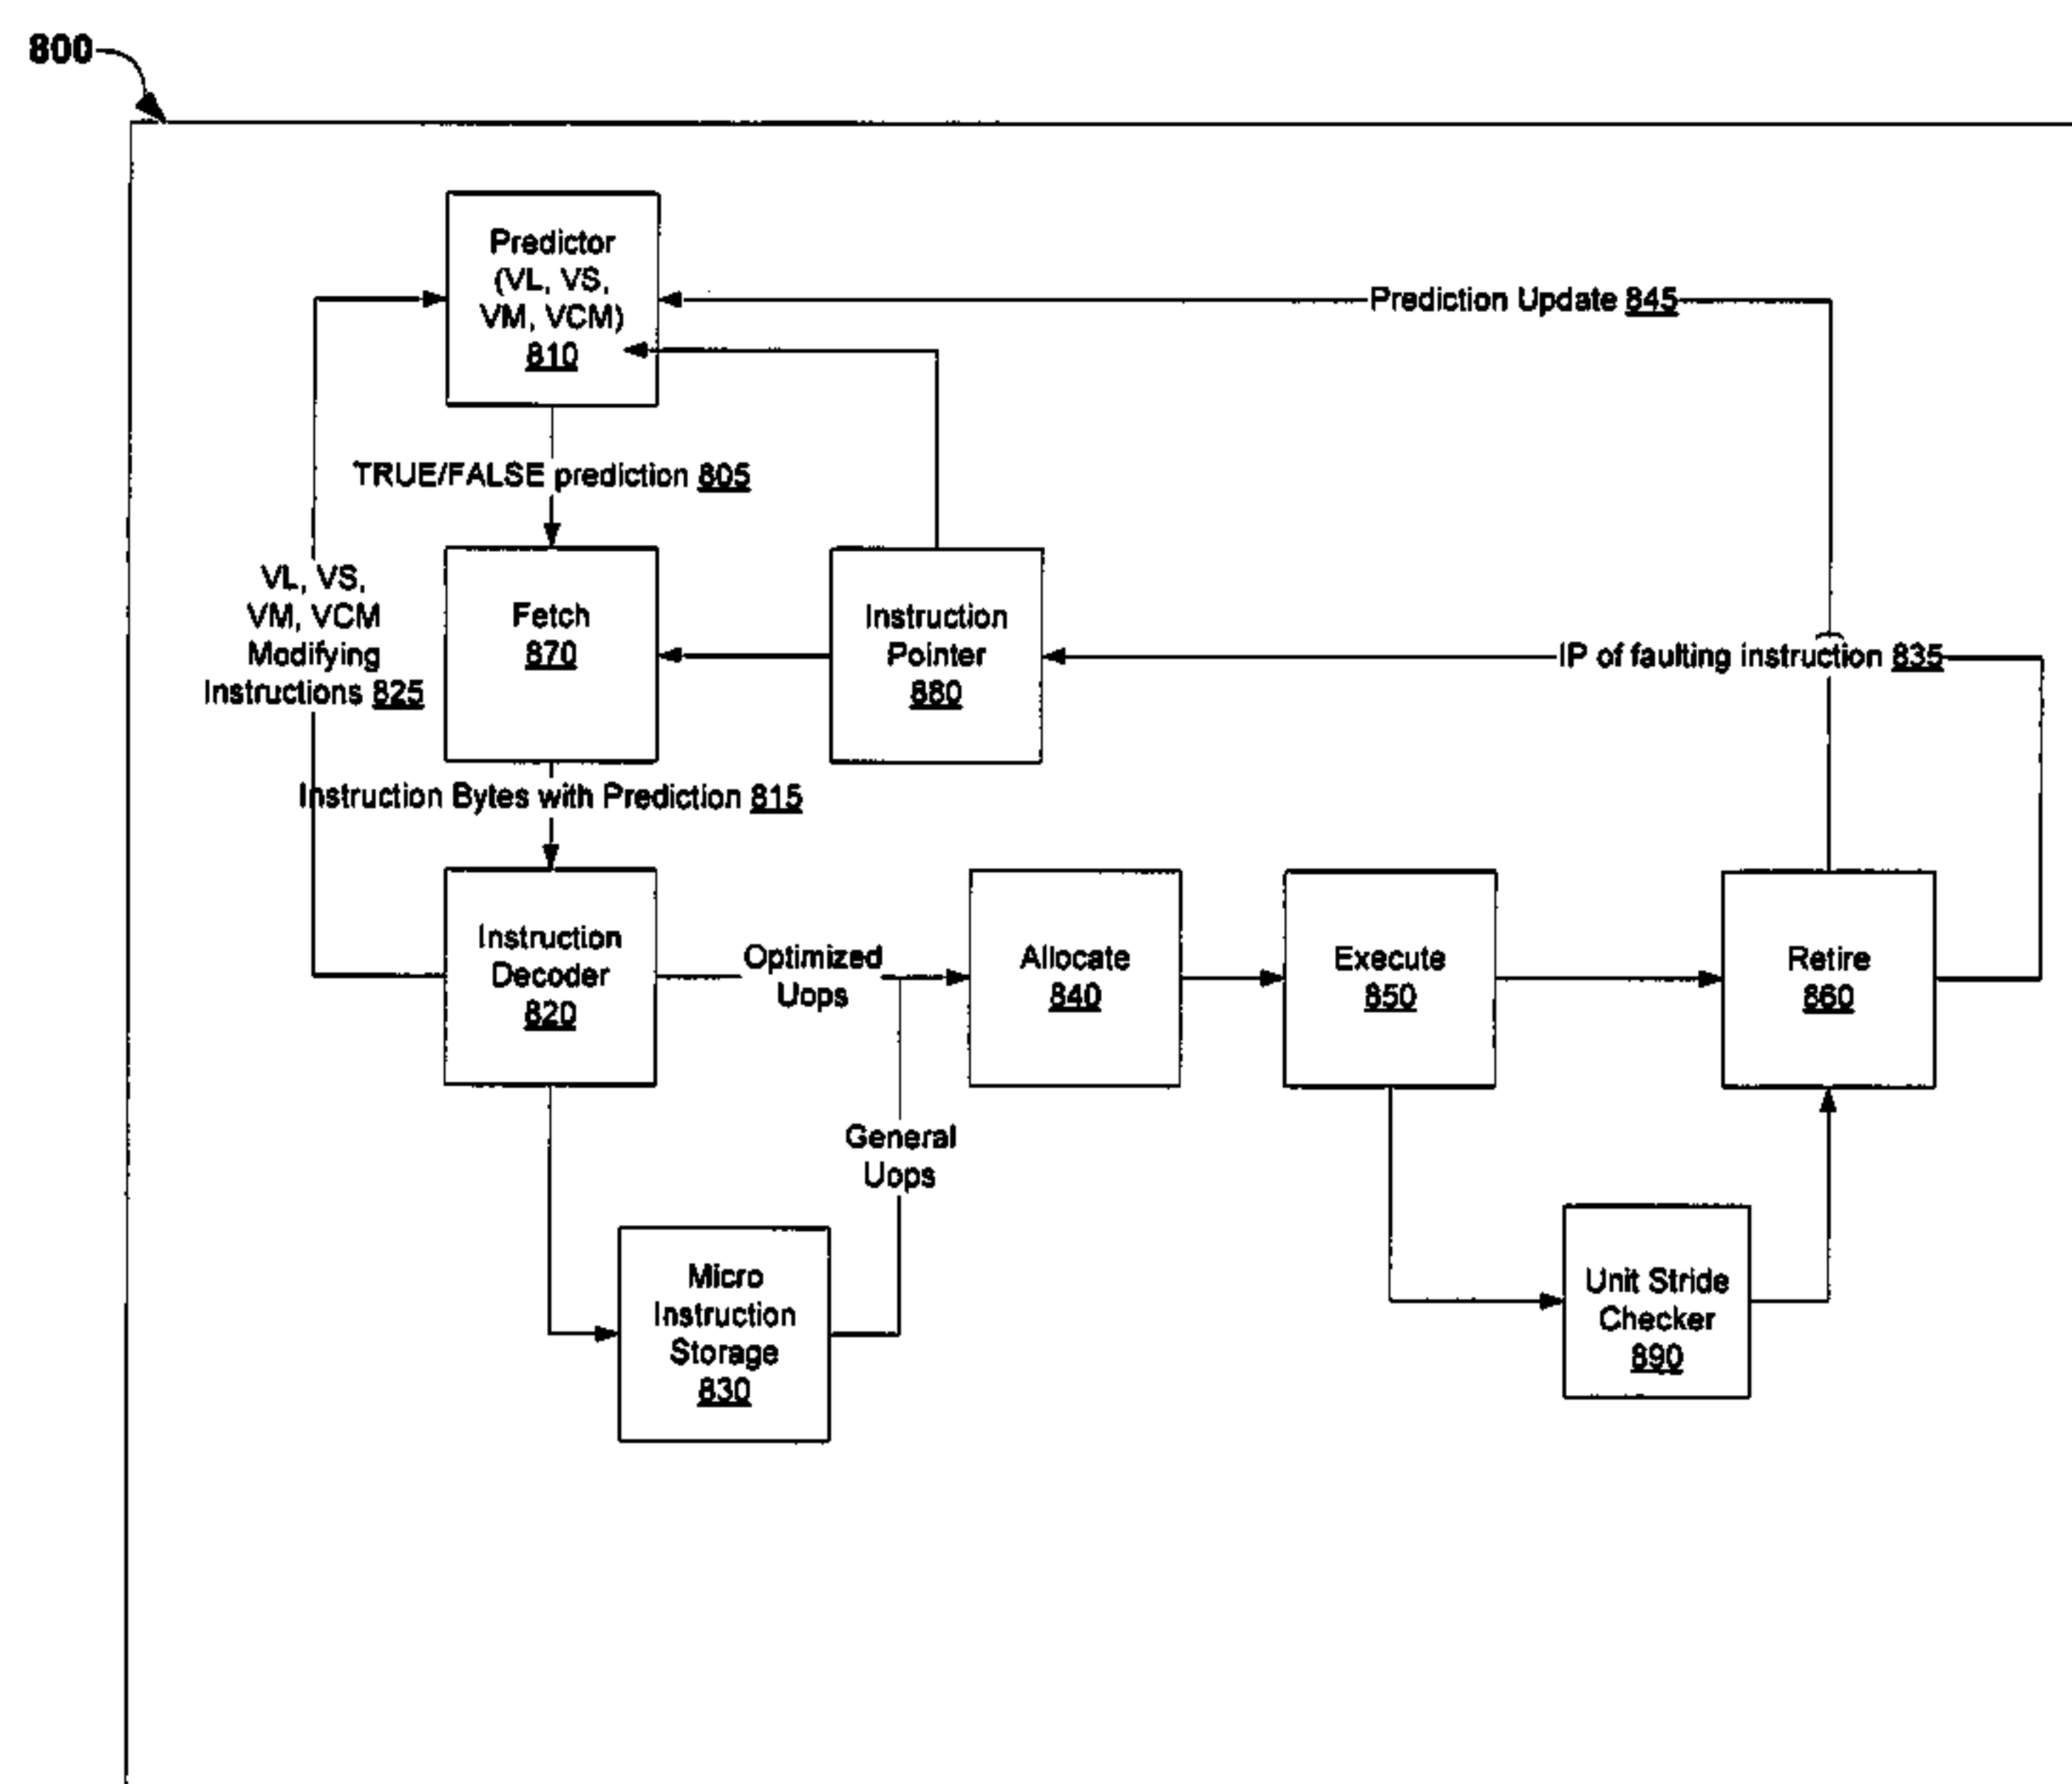 800
Predictor
(VL, VS,
VM, VCM)
810
Prediction Update 845
TRUE/FALSE prediction 805
VL, VS,
VM, VCM
Modifying
Instructions 825
Fetch
870
Instruction
Pointer
880
IP of faulting instruction 835
Instruction Bytes with Prediction 815
Instruction
Decoder
820
Optimized
Uops
Allocate
840
Execute
850
Retire
860
General
Uops
Micro
Instruction
Storage
830
Unit Stride
Checker
890